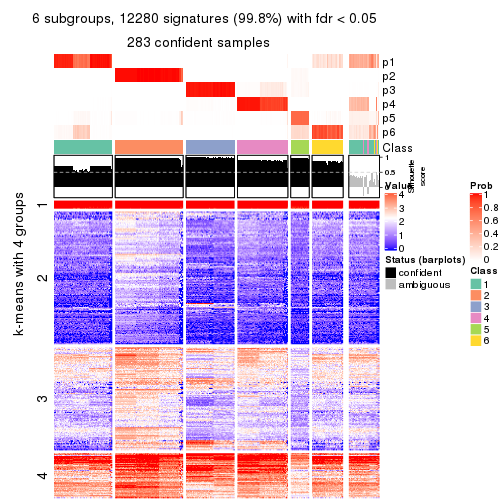 6 subgroups, 12280 signatures (99.8%) with fdr < 0.05
283 confident samples
p1
p2
p3
p4
p5
p6
Class
1
0.5
0
Silhouette
score
k-means with 4 groups
1
2
3
4
Value
4
3
2
1
0
Status (barplots)
confident
ambiguous
Prob
1
0.8
0.6
0.4
0.2
0
Class
1
2
3
4
5
6